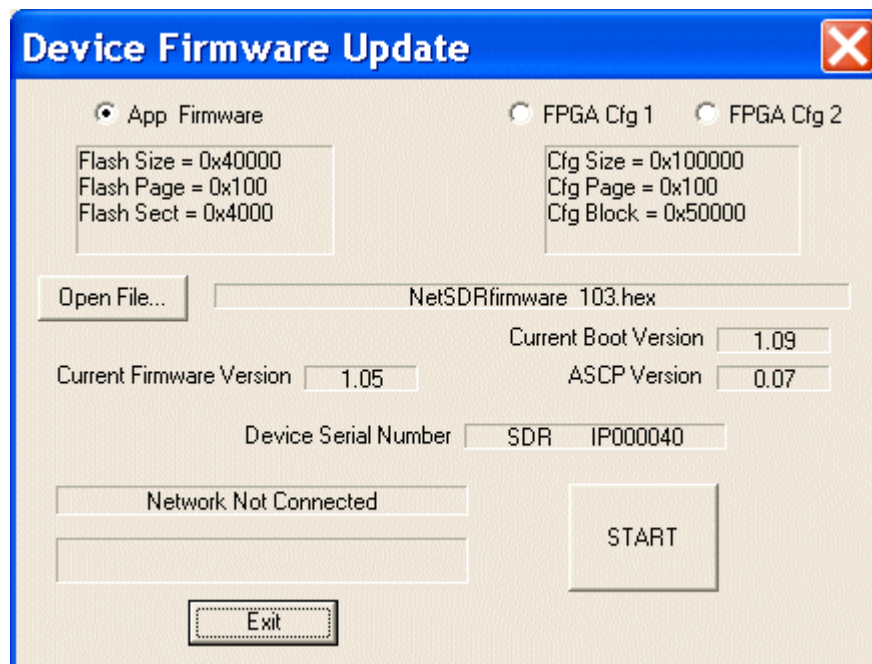 Device Firmware Update
App Firmware
FPGA Cfg 1 FPGA Cfg 2
Flash Size = 0x40000
Flash Page = 0x100
Flash Sect = 0x4000
Cfg Size = 0x100000
Cfg Page = 0x100
Cfg Block = 0x50000
Open File... NetSDRfirmware 103.hex
Current Boot Version 1.09
Current Firmware Version 1.05
ASCP Version 0.07
Device Serial Number SDR IP000040
Network Not Connected
START
Exit